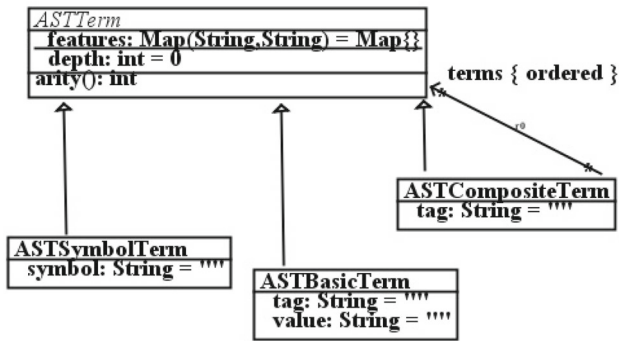 ASTTerm
features: Map(String,String) = Map{}
depth: int = 0
arity(): int
terms { ordered }
*
r0
*
ASTCompositeTerm
tag: String = ""
ASTSymbolTerm
symbol: String = ""
ASTBasicTerm
tag: String = ""
value: String = ""